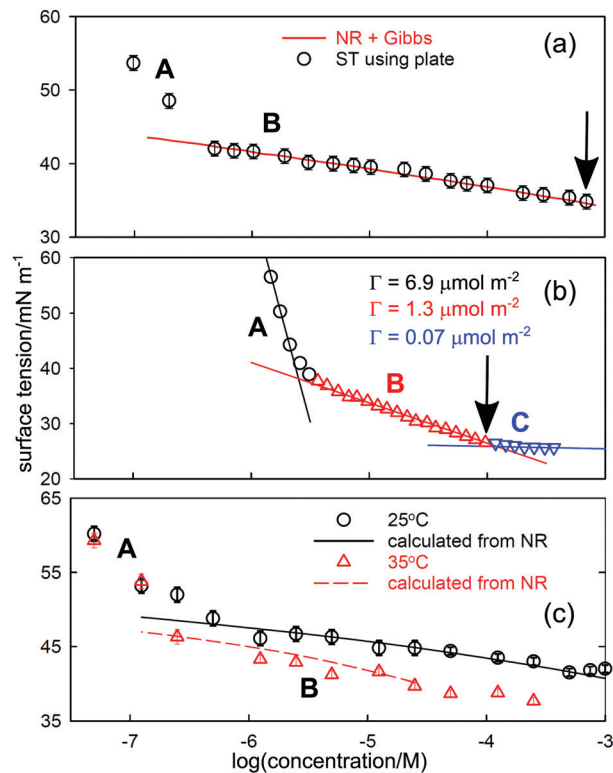 60
50
40
30
A
B
NR + Gibbs
ST using plate
(a)
60
50
40
30
20
A
B
C
Γ = 6.9 μmol m-2
Γ = 1.3 μmol m-2
Γ = 0.07 μmol m-2
(b)
surface tension/mN m-1
65
55
45
35
A
B
25°C
calculated from NR
35°C
calculated from NR
(c)
-7 -6 -5 -4 -3
log(concentration/M)